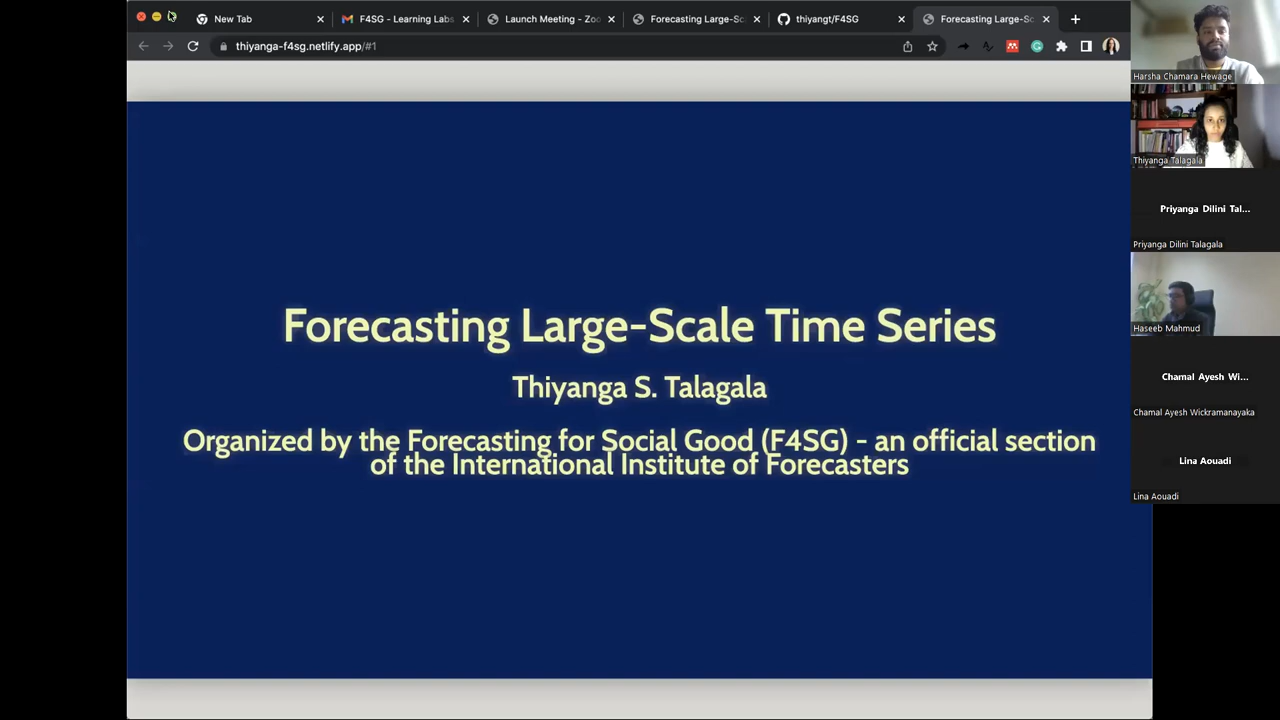 New Tab
F4SG - Learning Labs
Launch Meeting - Zoo
Forecasting Large-Sc
thiyangt/F4SG
Forecasting Large-Sc
thiyanga-f4sg.netlify.app/#1
Forecasting Large-Scale Time Series
Thiyanga S. Talagala
Organized by the Forecasting for Social Good (F4SG) - an official section
of the International Institute of Forecasters
Harsha Chamara Hewage
Thiyanga Talagala
Priyanga Dilini Tal...
Priyanga Dilini Talagala
Haseeb Mahmud
Chamal Ayesh Wi...
Chamal Ayesh Wickramanayaka
Lina Aouadi
Lina Aouadi